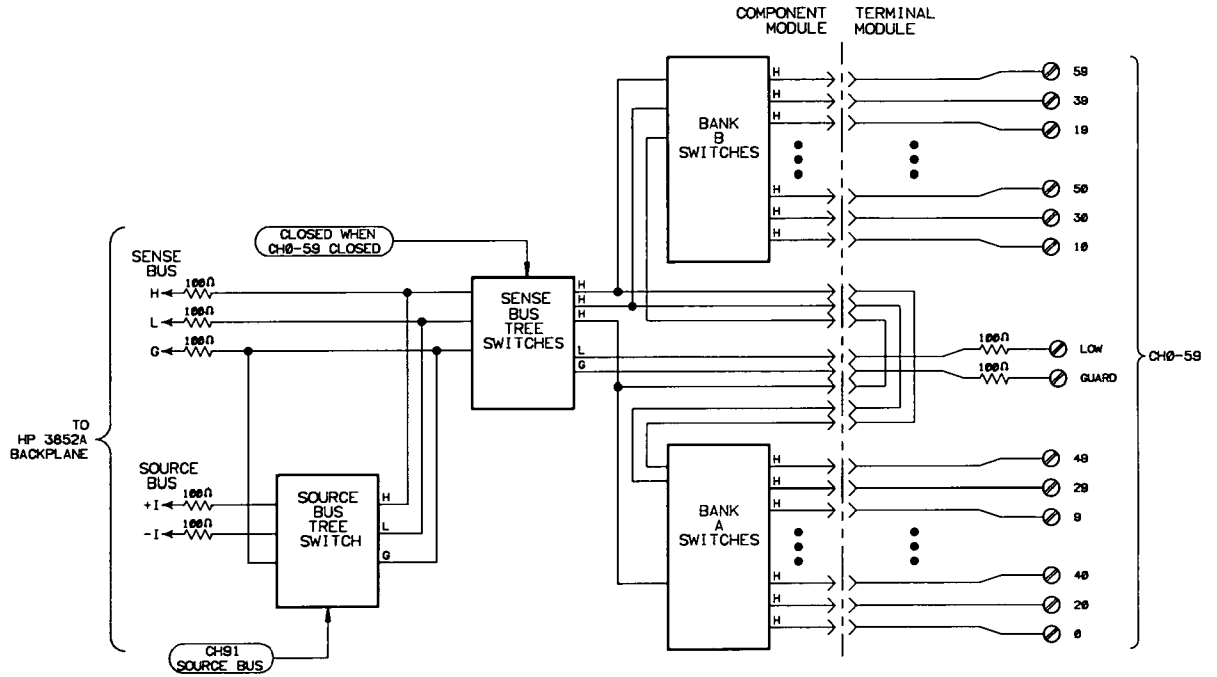 COMPONENT
MODULE
TERMINAL
MODULE
H
H
H
BANK
B
SWITCHES
H
H
H
59
39
19
50
30
10
CLOSED WHEN
CH0-59 CLOSED
SENSE
BUS
H
100Ω
L
100Ω
G
100Ω
SENSE
BUS
TREE
SWITCHES
H
H
H
L
G
100Ω
LOW
100Ω
GUARD
CH0-59
TO
HP 3852A
BACKPLANE
SOURCE
BUS
+I
100Ω
-I
100Ω
SOURCE
BUS
TREE
SWITCH
H
L
G
CH91
SOURCE BUS
BANK
A
SWITCHES
H
H
H
H
H
H
49
29
9
40
20
0